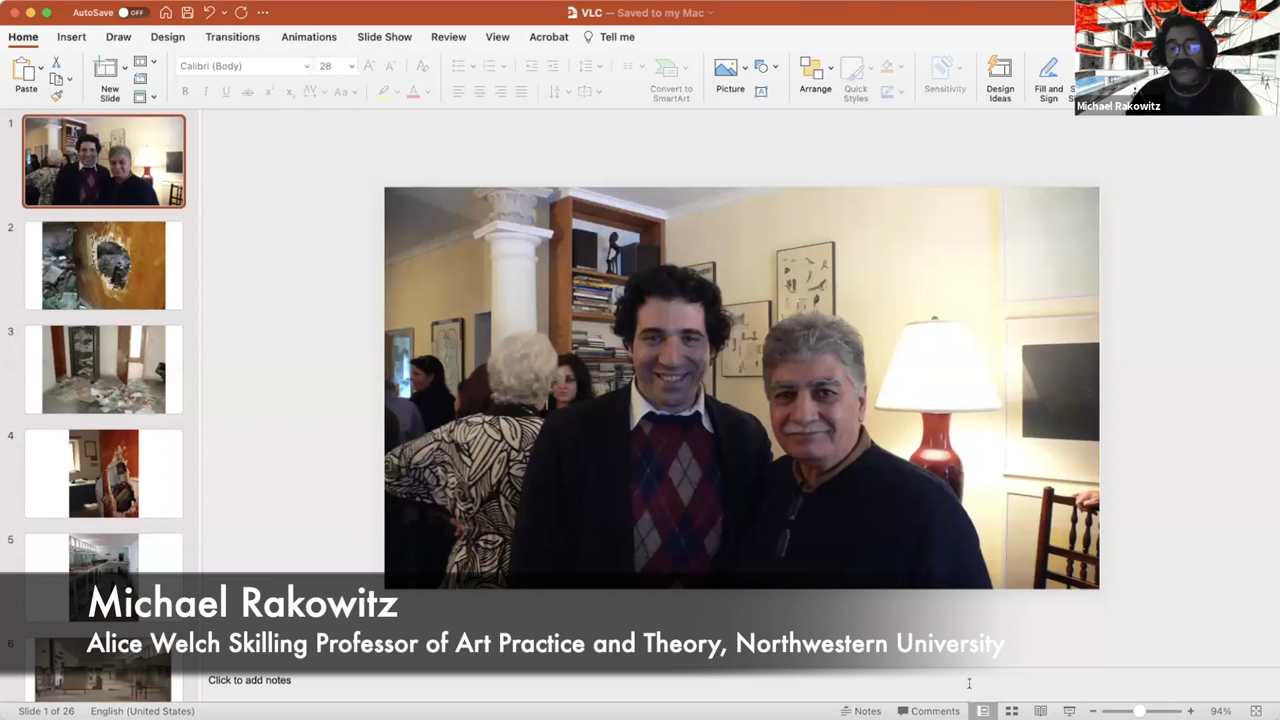 AutoSave OFF
VLC — Saved to my Mac
Home Insert Draw Design Transitions Animations Slide Show Review View Acrobat Tell me
Paste
New
Slide
Calibri (Body) 28
Convert to
SmartArt
Picture
Arrange
Quick
Styles
Sensitivity
Design
Ideas
Fill and
Sign
Michael Rakowitz
1
2
3
4
5
6
Michael Rakowitz
Alice Welch Skilling Professor of Art Practice and Theory, Northwestern University
Click to add notes
Slide 1 of 26 English (United States) Notes Comments 94%